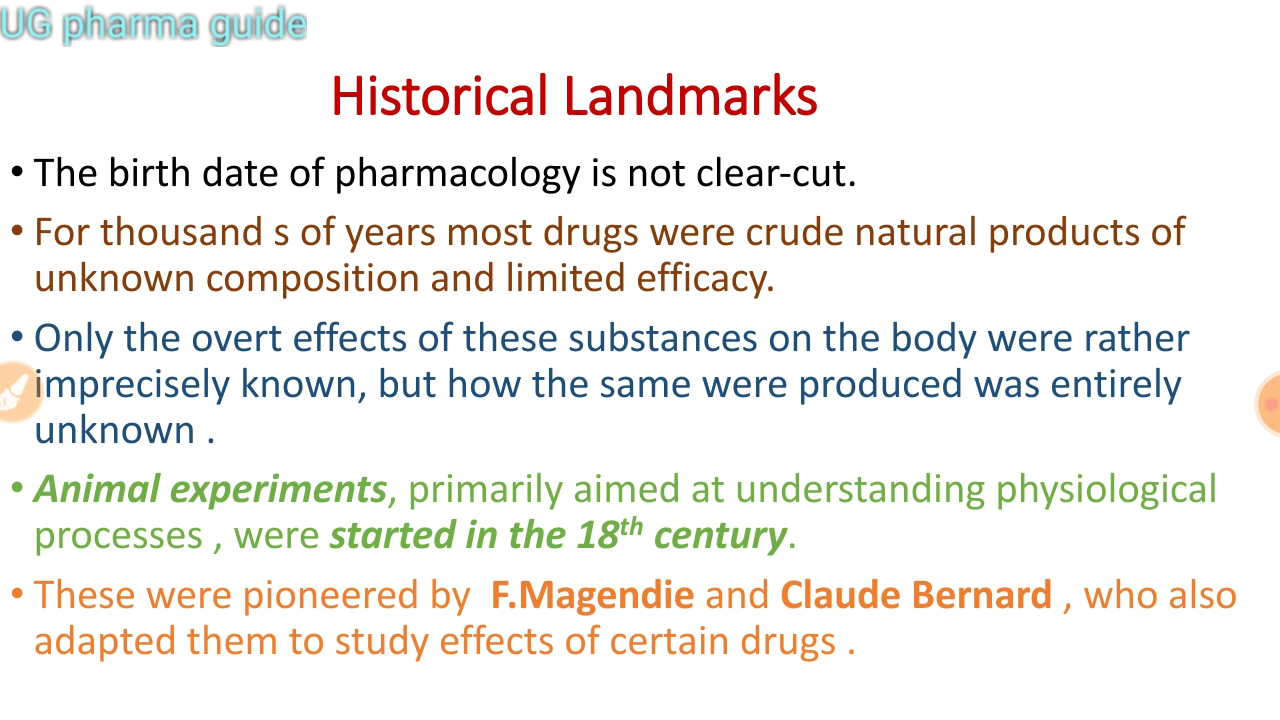 UG pharma guide
Historical Landmarks
• The birth date of pharmacology is not clear-cut.
• For thousand s of years most drugs were crude natural products of
unknown composition and limited efficacy.
• Only the overt effects of these substances on the body were rather
imprecisely known, but how the same were produced was entirely
unknown .
• Animal experiments, primarily aimed at understanding physiological
processes , were started in the 18th century.
• These were pioneered by F.Magendie and Claude Bernard , who also
adapted them to study effects of certain drugs .